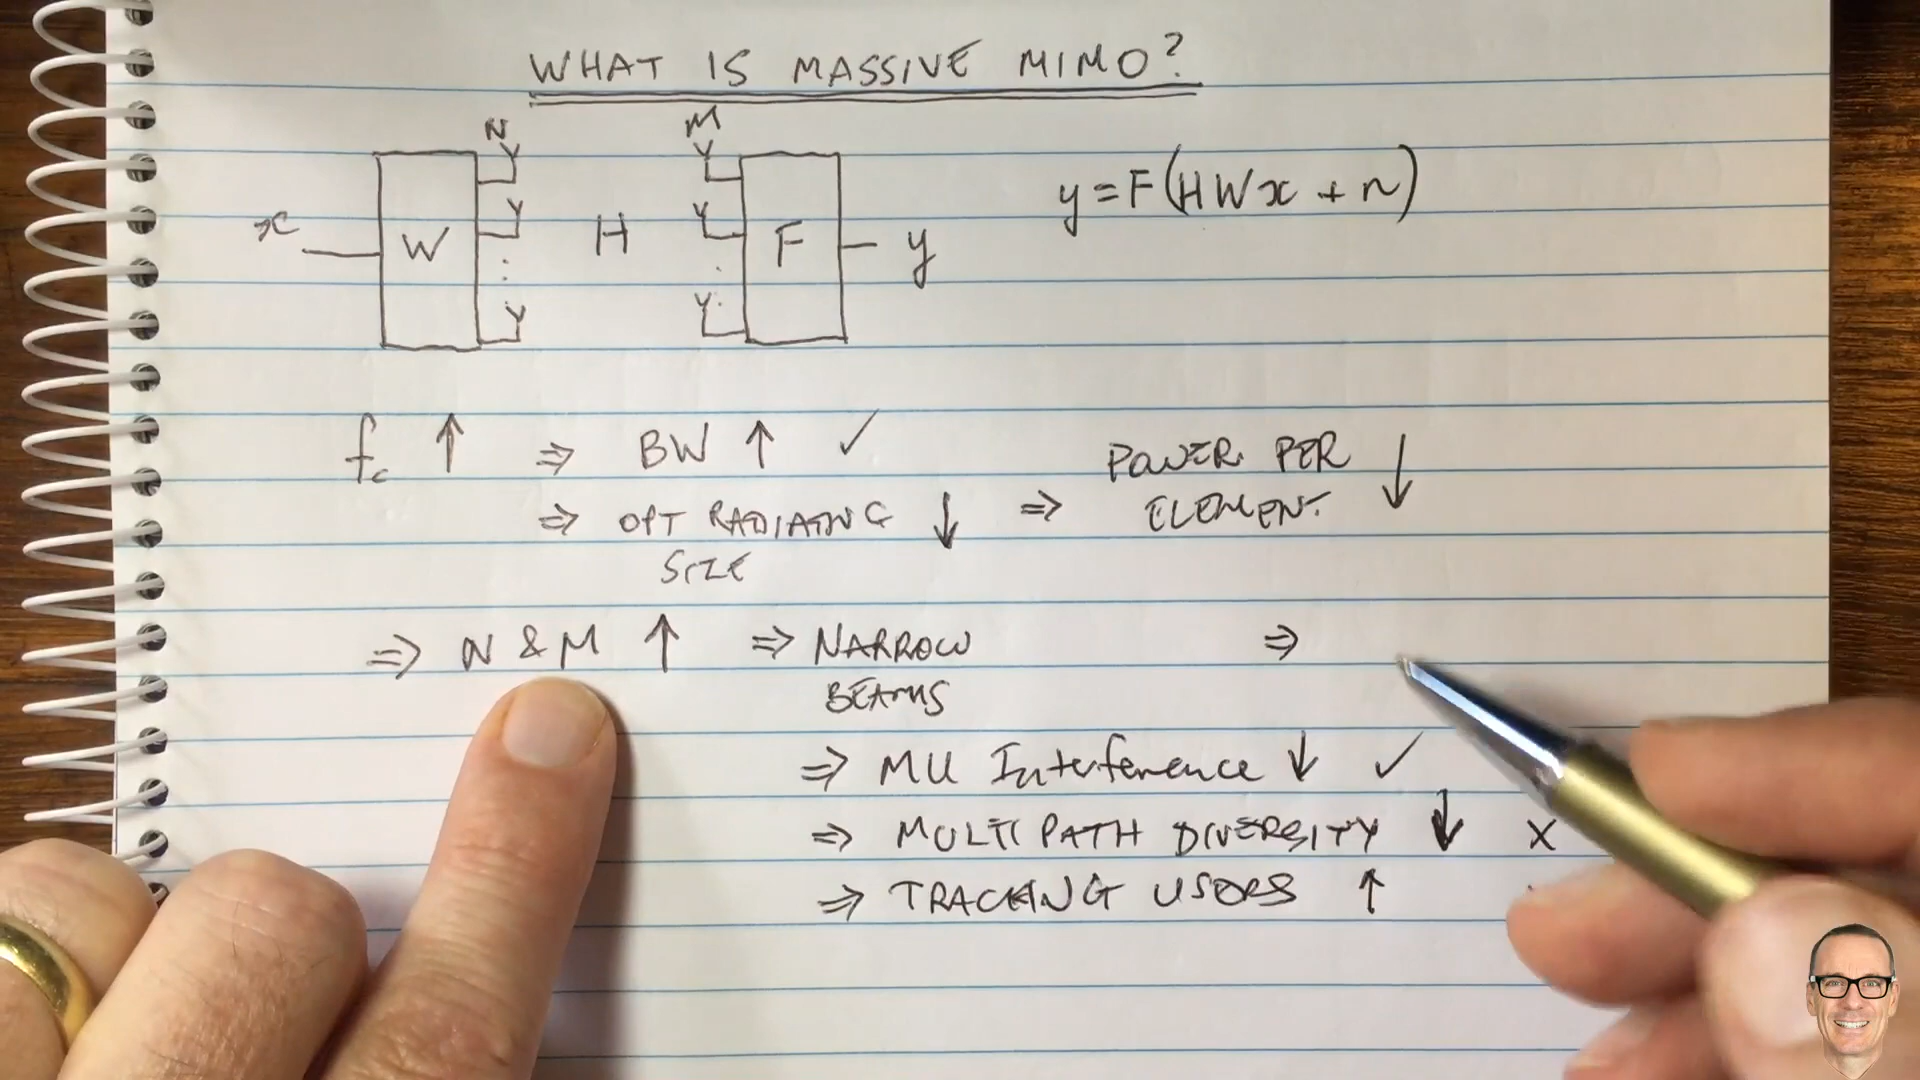 WHAT IS MASSIVE MIMO?
N M
x W H F y
y = F(HWx + n)
fc ↑ ⇒ BW ↑ ✓
POWER PER ↓
⇒ OPT RADIATING ↓ ⇒ ELEMENT
SIZE
⇒ N & M ↑ ⇒ NARROW ⇒
BEAMS
⇒ MU Interference ↓ ✓
⇒ MULTIPATH DIVERSITY ↓ X
⇒ TRACKING USERS ↑